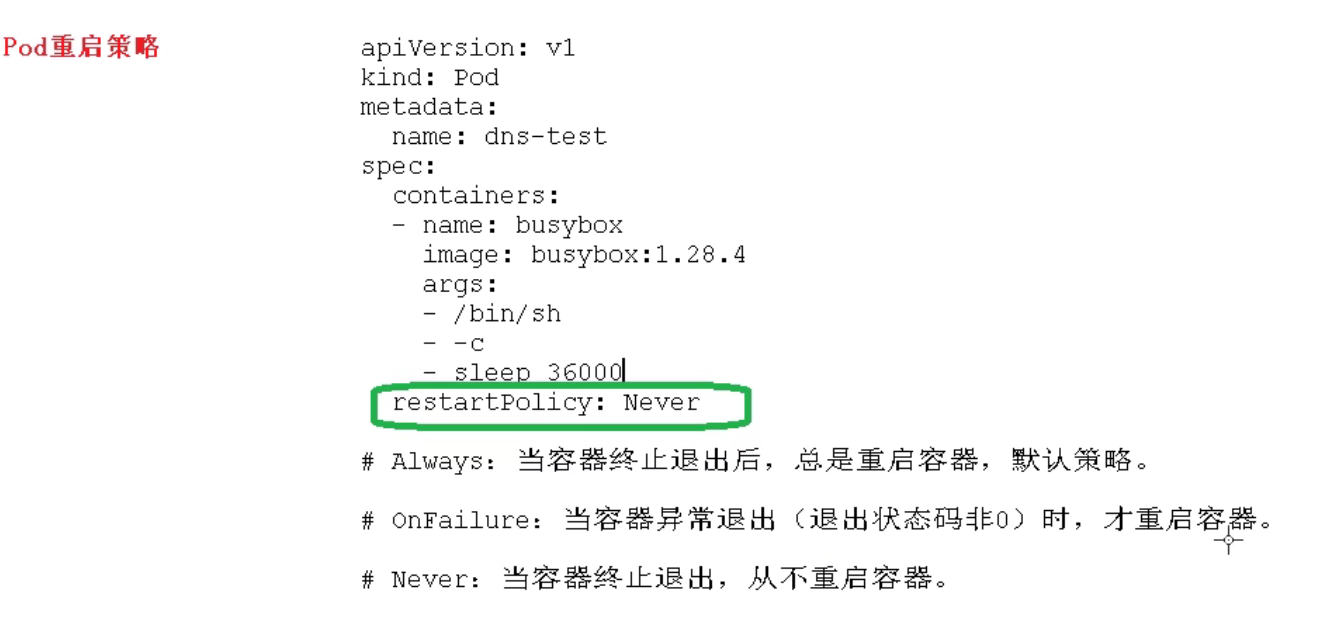 Pod重启策略
apiVersion: v1
kind: Pod
metadata:
  name: dns-test
spec:
  containers:
  - name: busybox
    image: busybox:1.28.4
    args:
    - /bin/sh
    - -c
    - sleep 36000
  restartPolicy: Never
# Always: 当容器终止退出后，总是重启容器，默认策略。
# OnFailure: 当容器异常退出（退出状态码非0）时，才重启容器。
# Never: 当容器终止退出，从不重启容器。